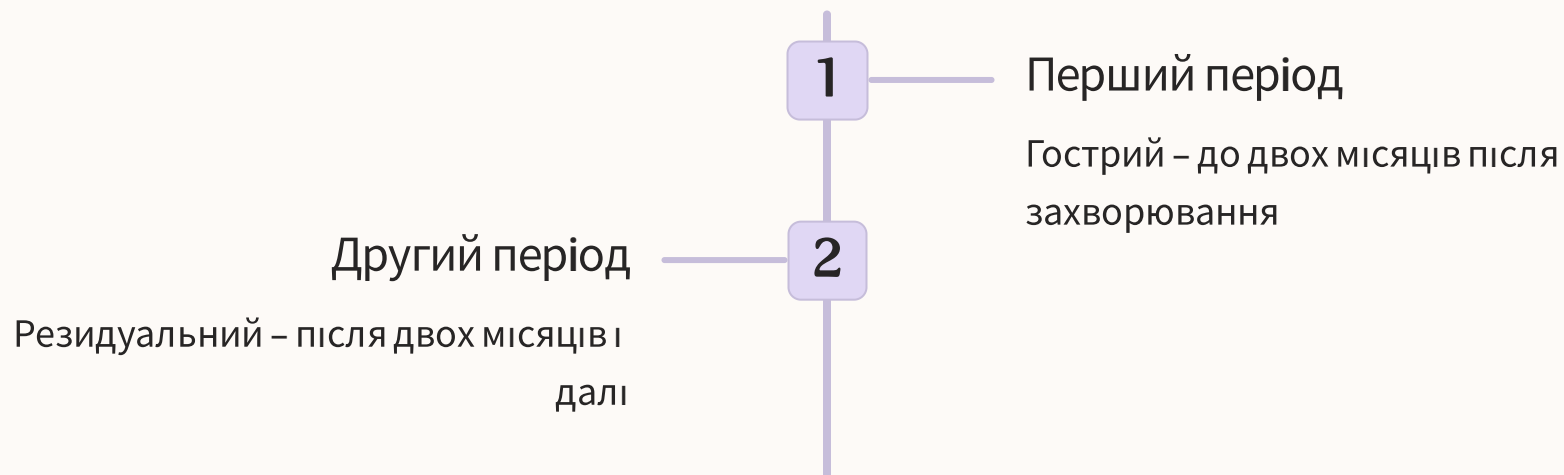 1
Перший період
Гострий – до двох місяців після
захворювання
2
Другий період
Резидуальний – після двох місяців і
далі